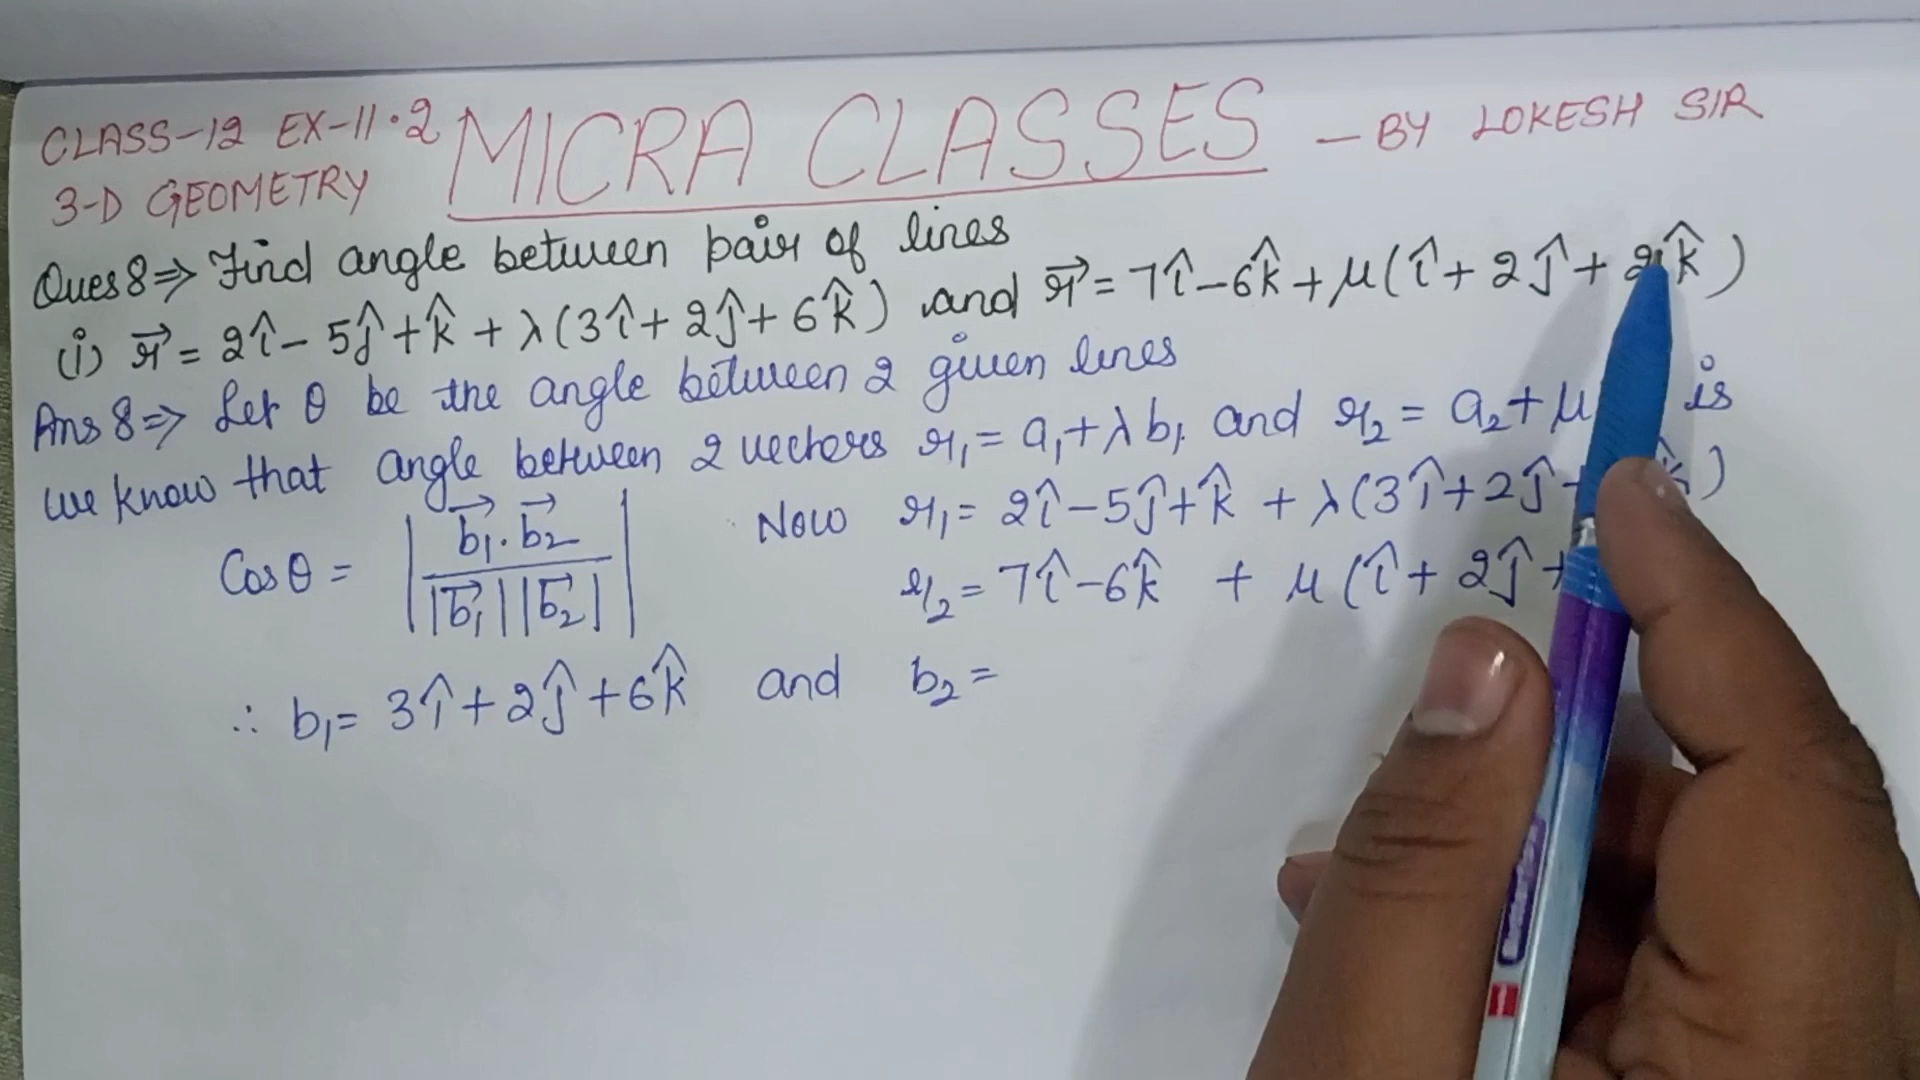 CLASS-12 EX-11.2 MICRA CLASSES - BY LOKESH SIR
3-D GEOMETRY
Ques 8⇒ Find angle between pair of lines
(i) r⃗ = 2î - 5ĵ + k̂ + λ(3î + 2ĵ + 6k̂) and r⃗ = 7î - 6k̂ + μ(î + 2ĵ + 2k̂)
Ans 8⇒ Let θ be the angle between 2 given lines
we know that angle between 2 vectors r₁ = a₁ + λb₁ and r₂ = a₂ + μ is
Cosθ = | b⃗₁·b⃗₂ / |b⃗₁||b⃗₂| | Now r₁ = 2î - 5ĵ + k̂ + λ(3î + 2ĵ + k̂)
r₂ = 7î - 6k̂ + μ(î + 2ĵ +
∴ b₁ = 3î + 2ĵ + 6k̂ and b₂ =